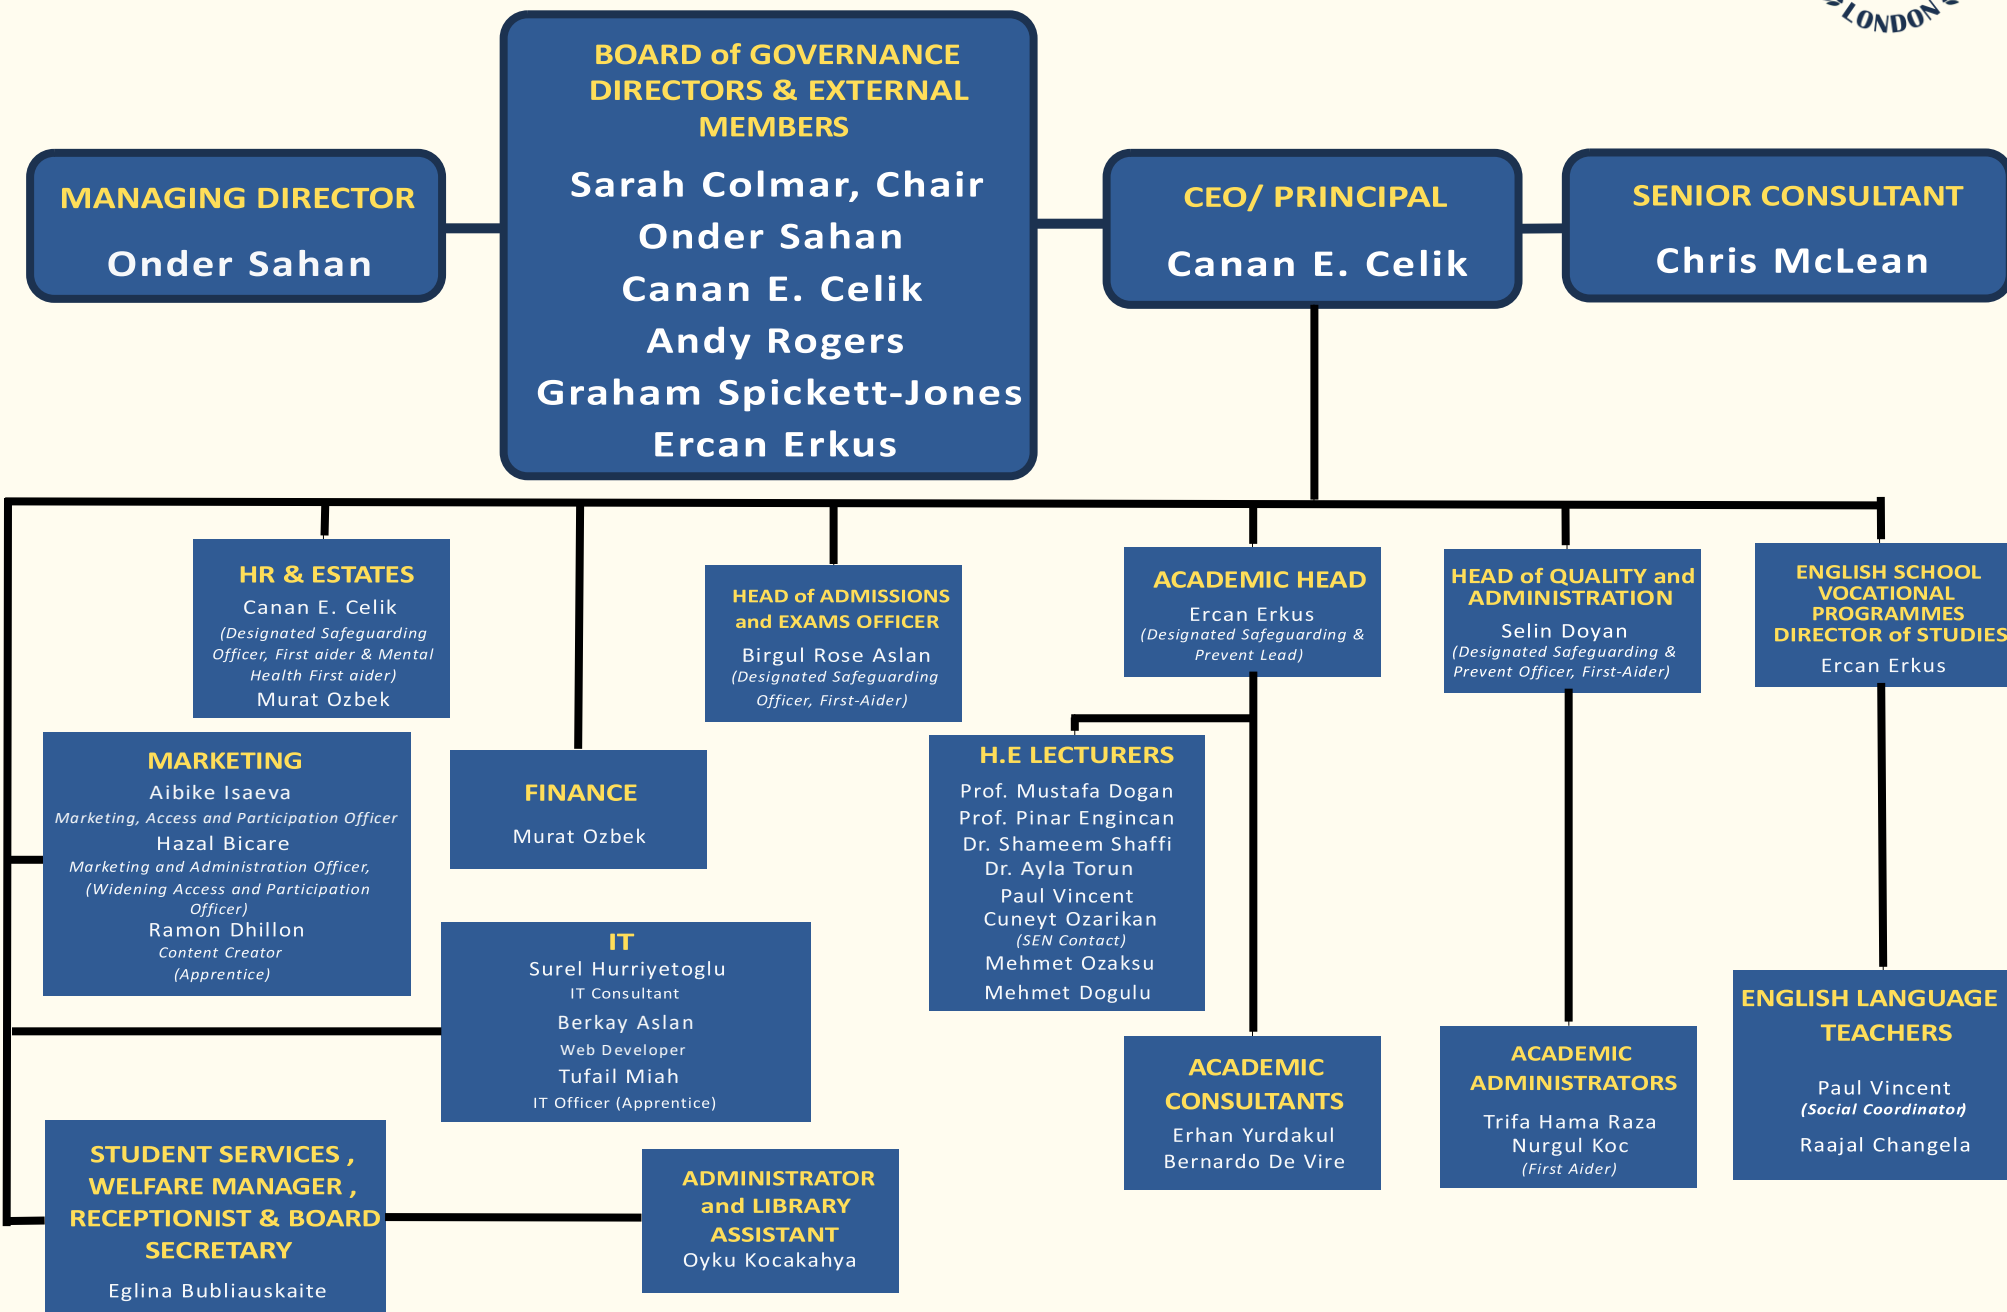 LONDON
BOARD of GOVERNANCE
DIRECTORS & EXTERNAL
MEMBERS
Sarah Colmar, Chair
Onder Sahan
Canan E. Celik
Andy Rogers
Graham Spickett-Jones
Ercan Erkus
MANAGING DIRECTOR
Onder Sahan
CEO/ PRINCIPAL
Canan E. Celik
SENIOR CONSULTANT
Chris McLean
HR & ESTATES
Canan E. Celik
(Designated Safeguarding
Officer, First aider & Mental
Health First aider)
Murat Ozbek
HEAD of ADMISSIONS
and EXAMS OFFICER
Birgul Rose Aslan
(Designated Safeguarding
Officer, First-Aider)
ACADEMIC HEAD
Ercan Erkus
(Designated Safeguarding &
Prevent Lead)
HEAD of QUALITY and
ADMINISTRATION
Selin Doyan
(Designated Safeguarding &
Prevent Officer, First-Aider)
ENGLISH SCHOOL
VOCATIONAL
PROGRAMMES
DIRECTOR of STUDIES
Ercan Erkus
MARKETING
Aibike Isaeva
Marketing, Access and Participation Officer
Hazal Bicare
Marketing and Administration Officer,
(Widening Access and Participation
Officer)
Ramon Dhillon
Content Creator
(Apprentice)
FINANCE
Murat Ozbek
H.E LECTURERS
Prof. Mustafa Dogan
Prof. Pinar Engincan
Dr. Shameem Shaffi
Dr. Ayla Torun
Paul Vincent
Cuneyt Ozarikan
(SEN Contact)
Mehmet Ozaksu
Mehmet Dogulu
IT
Surel Hurriyetoglu
IT Consultant
Berkay Aslan
Web Developer
Tufail Miah
IT Officer (Apprentice)
ENGLISH LANGUAGE
TEACHERS
Paul Vincent
(Social Coordinator)
Raajal Changela
ACADEMIC
CONSULTANTS
Erhan Yurdakul
Bernardo De Vire
ACADEMIC
ADMINISTRATORS
Trifa Hama Raza
Nurgul Koc
(First Aider)
STUDENT SERVICES ,
WELFARE MANAGER ,
RECEPTIONIST & BOARD
SECRETARY
Eglina Bubliauskaite
ADMINISTRATOR
and LIBRARY
ASSISTANT
Oyku Kocakahya